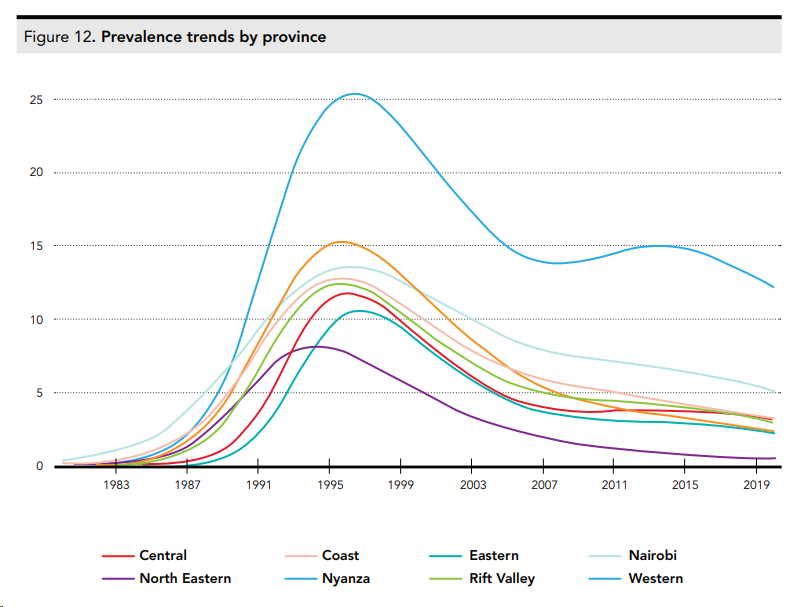 Figure 12. Prevalence trends by province
25
20
15
10
5
0
1983 1987 1991 1995 1999 2003 2007 2011 2015 2019
Central Coast Eastern Nairobi
North Eastern Nyanza Rift Valley Western